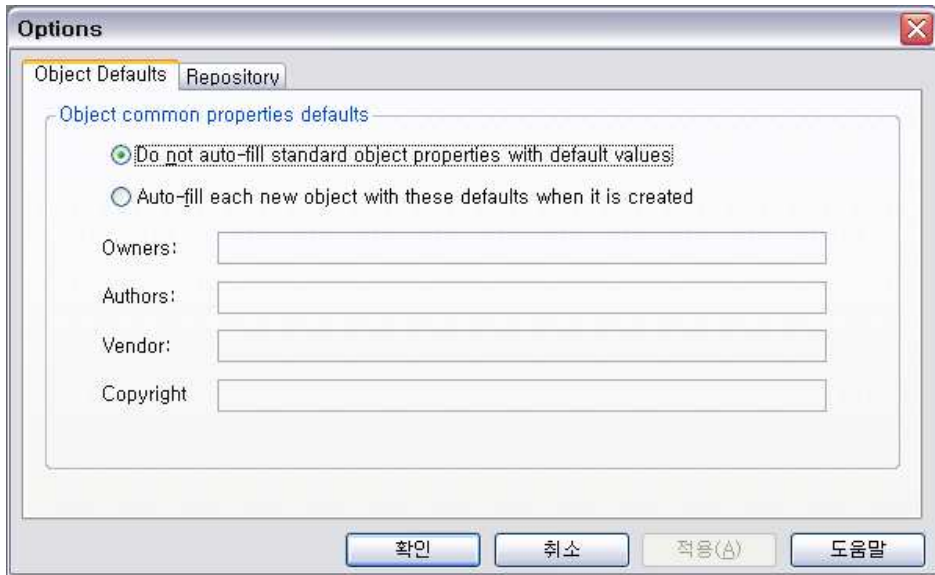 Options
Object Defaults Repository
Object common properties defaults
Do not auto-fill standard object properties with default values
Auto-fill each new object with these defaults when it is created
Owners:
Authors:
Vendor:
Copyright
확인 취소 적용(A) 도움말